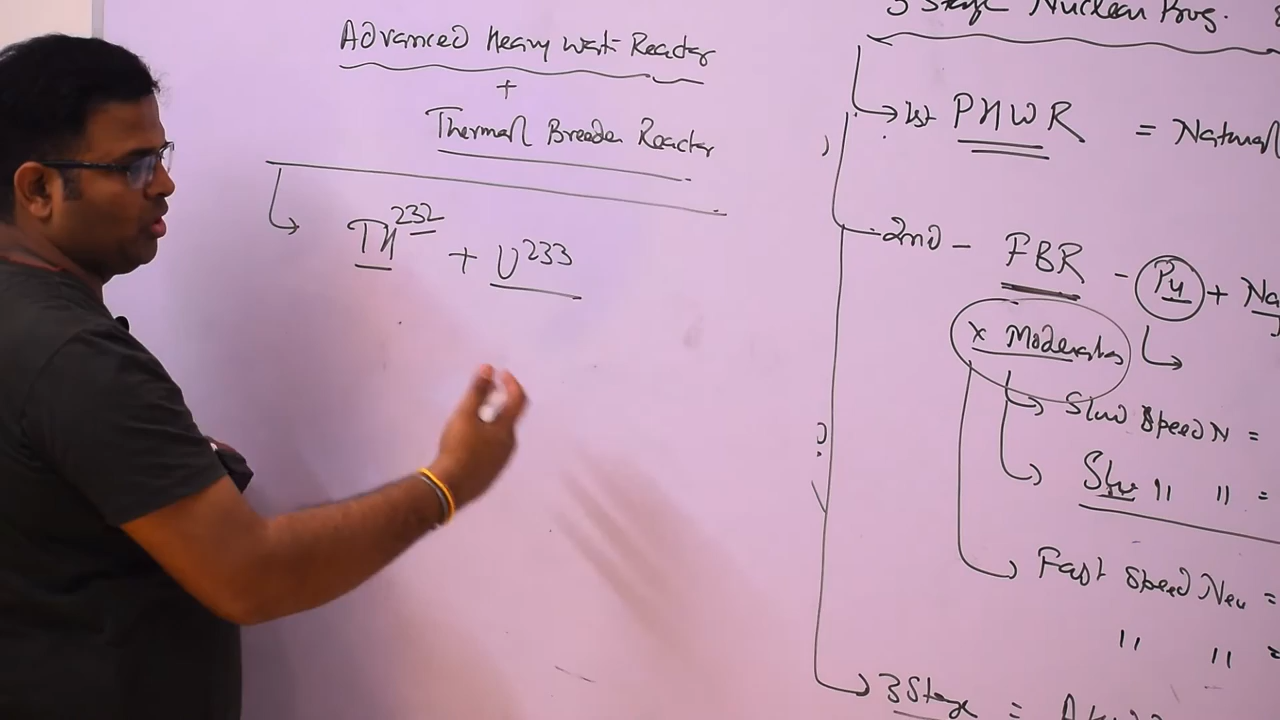 Advanced Heavy Water Reactor
+
Thermal Breeder Reactor
Th²³² + U²³³
3 Stage Nuclear Prog.
1st PHWR = Natural
2nd - FBR - Pu + Na
x Moderator
Slow Speed N =
Slow " " =
Fast Speed Neu =
" " =
3 Stage =